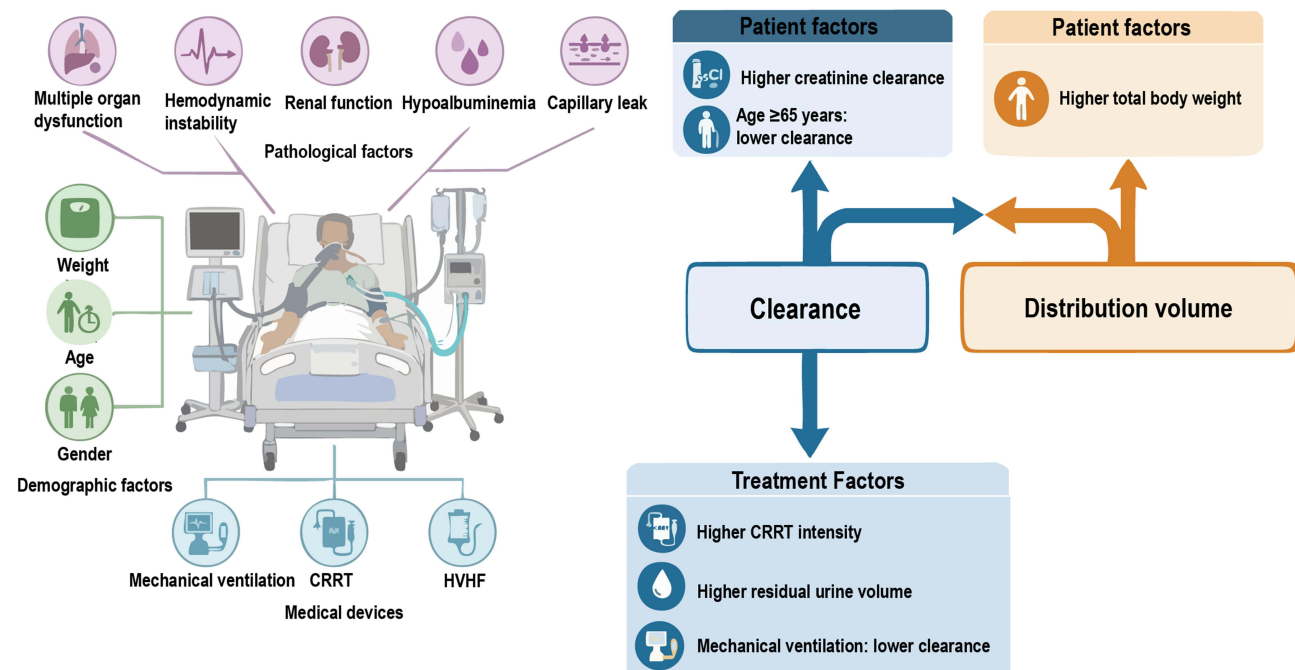 Multiple organ
dysfunction
Hemodynamic
instability
Renal function
Hypoalbuminemia
Capillary leak
Pathological factors
Weight
Age
Gender
Demographic factors
Mechanical ventilation
CRRT
HVHF
Medical devices
Patient factors
Higher creatinine clearance
Age ≥65 years:
lower clearance
Patient factors
Higher total body weight
Clearance
Distribution volume
Treatment Factors
Higher CRRT intensity
Higher residual urine volume
Mechanical ventilation: lower clearance